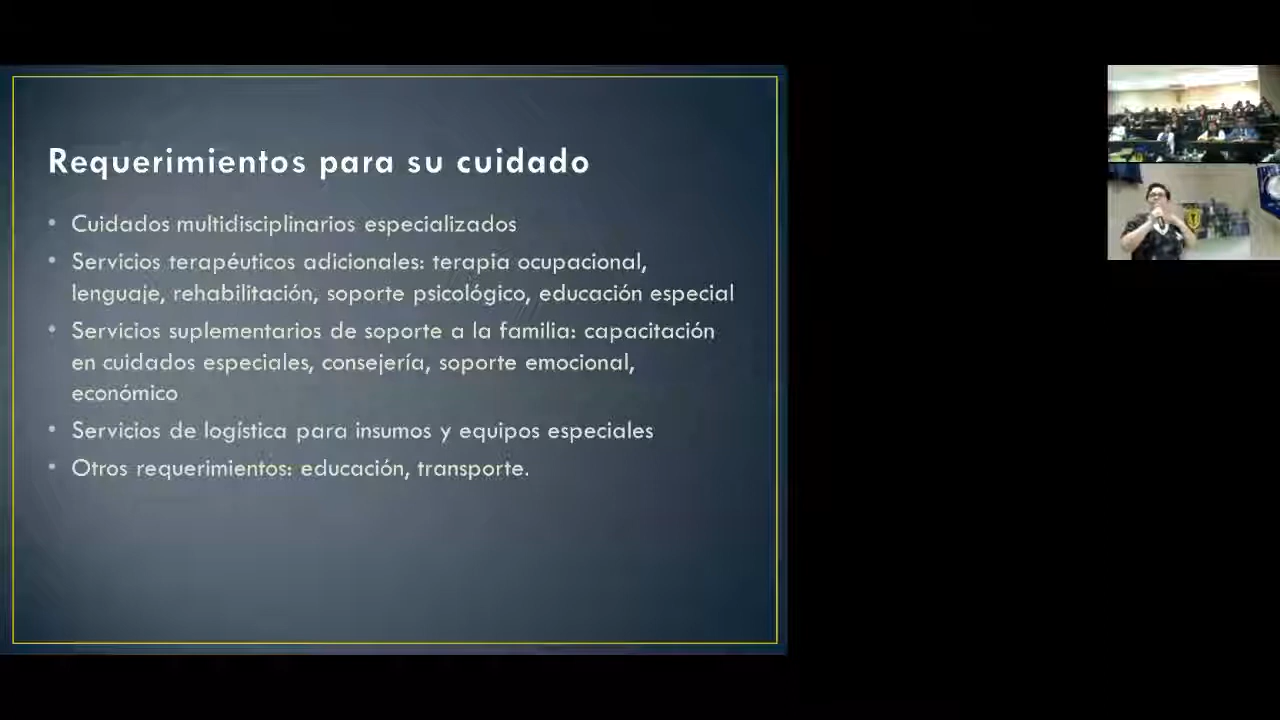 Requerimientos para su cuidado
• Cuidados multidisciplinarios especializados
• Servicios terapéuticos adicionales: terapia ocupacional,
lenguaje, rehabilitación, soporte psicológico, educación especial
• Servicios suplementarios de soporte a la familia: capacitación
en cuidados especiales, consejería, soporte emocional,
económico
• Servicios de logística para insumos y equipos especiales
• Otros requerimientos: educación, transporte.